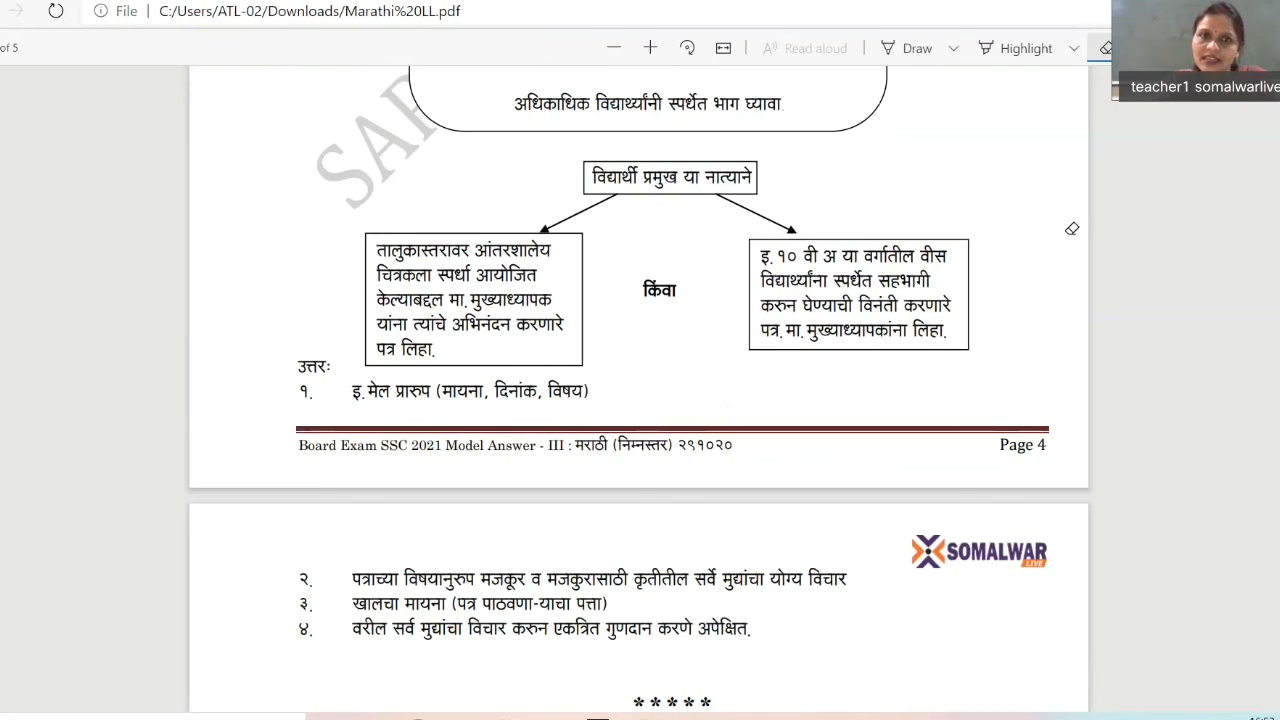 File C:/Users/ATL-02/Downloads/Marathi%20LL.pdf
of 5
Read aloud
Draw
Highlight
teacher1 somalwarlive
SAR
अधिकाधिक विद्यार्थ्यांनी स्पर्धेत भाग घ्यावा
विद्यार्थी प्रमुख या नात्याने
तालुकास्तरावर आंतरशालेय
चित्रकला स्पर्धा आयोजित
केल्याबद्दल मा. मुख्याध्यापक
यांना त्यांचे अभिनंदन करणारे
पत्र लिहा.
किंवा
इ. १० वी अ या वर्गातील वीस
विद्यार्थ्यांना स्पर्धेत सहभागी
करुन घेण्याची विनंती करणारे
पत्र. मा. मुख्याध्यापकांना लिहा.
उत्तरः
१. इ.मेल प्रारुप (मायना, दिनांक, विषय)
Board Exam SSC 2021 Model Answer - III : मराठी (निम्नस्तर) २९१०२० Page 4
SOMALWAR
LIVE
२. पत्राच्या विषयानुरुप मजकूर व मजकुरासाठी कृतीतील सर्वे मुद्यांचा योग्य विचार
३. खालचा मायना (पत्र पाठवणा-याचा पत्ता)
४. वरील सर्व मुद्यांचा विचार करुन एकत्रित गुणदान करणे अपेक्षित.
* * * * *